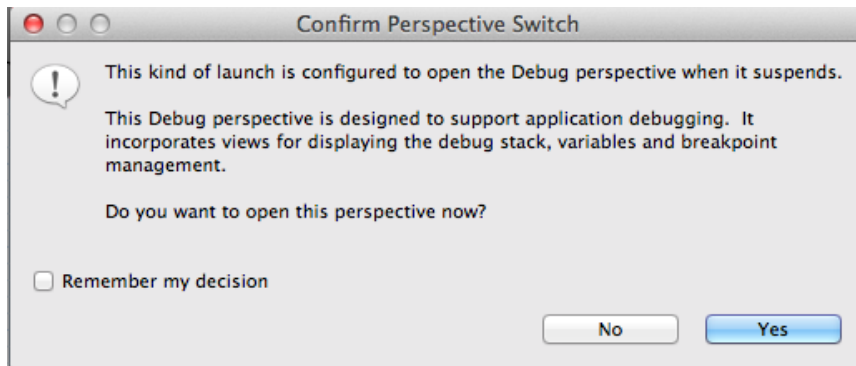 Confirm Perspective Switch
This kind of launch is configured to open the Debug perspective when it suspends.
This Debug perspective is designed to support application debugging.  It
incorporates views for displaying the debug stack, variables and breakpoint
management.
Do you want to open this perspective now?
Remember my decision
No
Yes